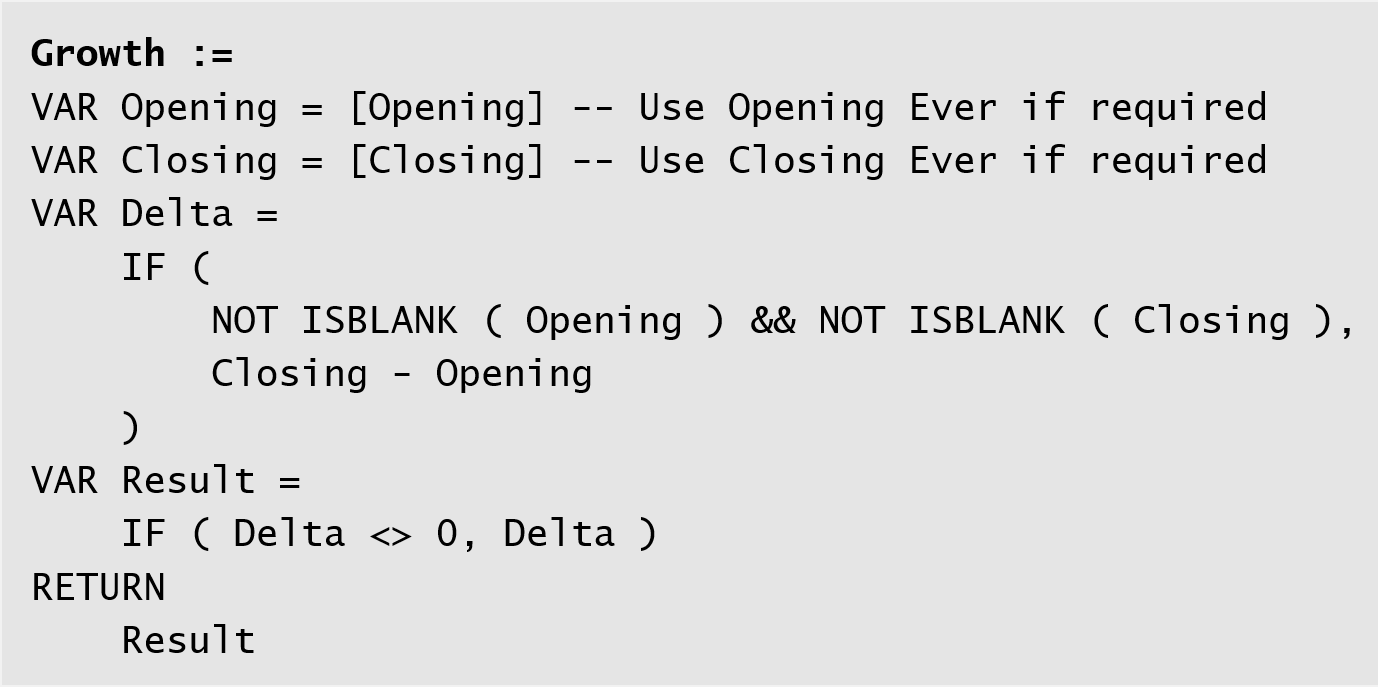 Growth :=
VAR Opening = [Opening] -- Use Opening Ever if required
VAR Closing = [Closing] -- Use Closing Ever if required
VAR Delta =
    IF (
        NOT ISBLANK ( Opening ) && NOT ISBLANK ( Closing ),
        Closing - Opening
    )
VAR Result =
    IF ( Delta <> 0, Delta )
RETURN
    Result